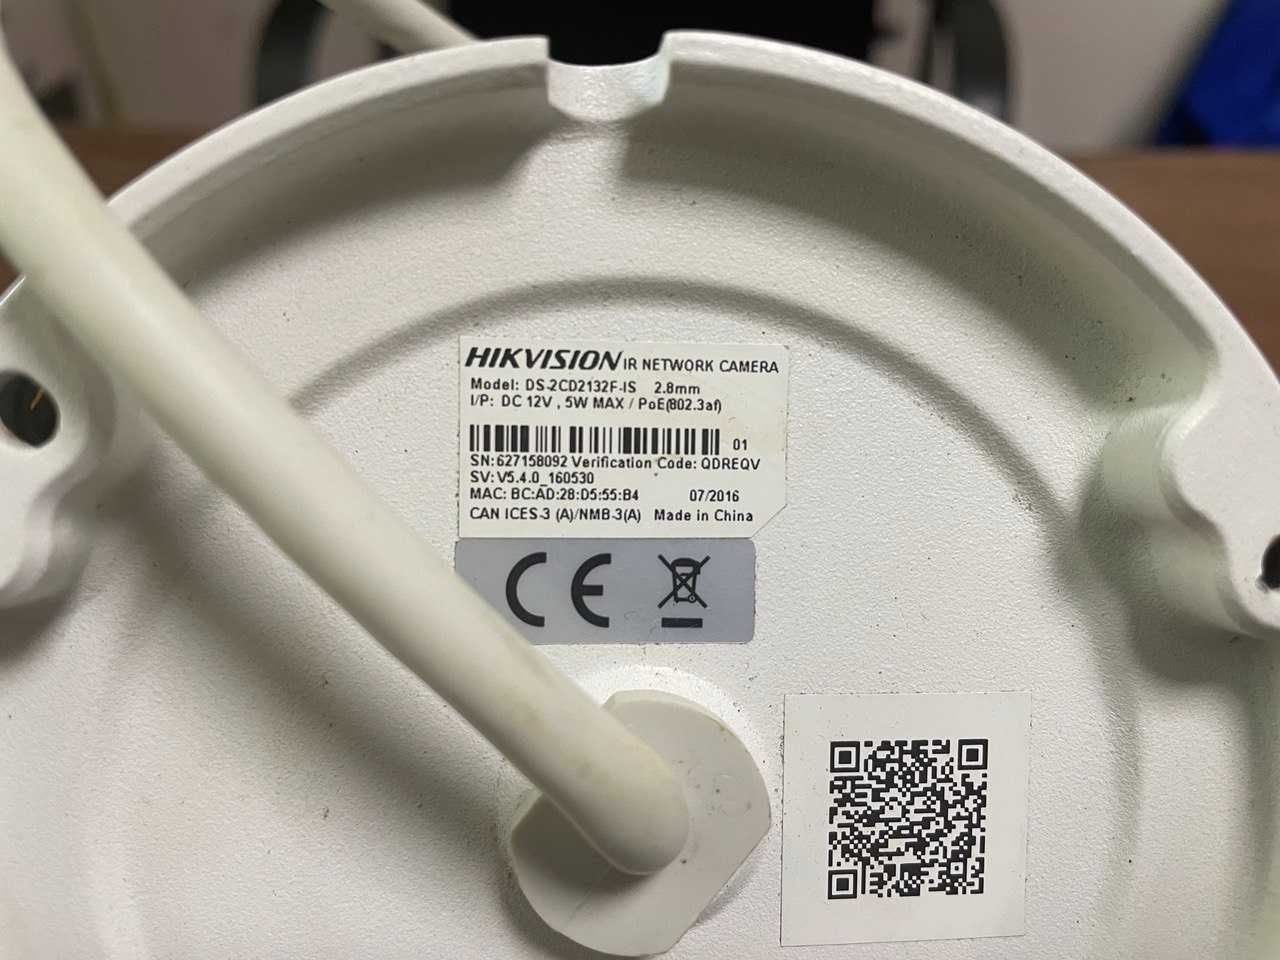 HIKVISION IR NETWORK CAMERA
Model: DS-2CD2132F-IS 2.8mm
I/P: DC 12V , 5W MAX / PoE(802.3af)
01
SN:627158092 Verification Code: QDREQV
SV: V5.4.0_160530
MAC: BC:AD:28:D5:55:B4 07/2016
CAN ICES-3 (A)/NMB-3(A) Made in China
CE